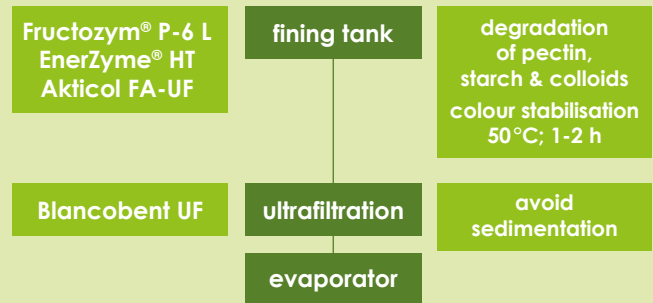 Fructozym® P-6 L
EnerZyme® HT
Akticol FA-UF
fining tank
degradation
of pectin,
starch & colloids
colour stabilisation
50°C; 1-2 h
Blancobent UF
ultrafiltration
avoid
sedimentation
evaporator